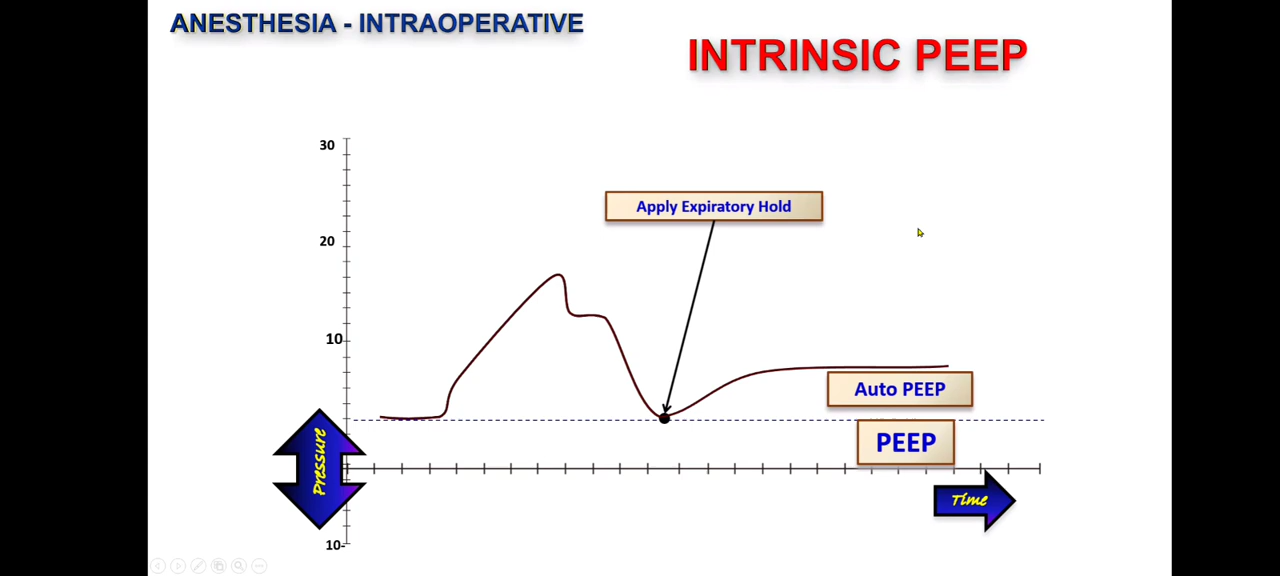 ANESTHESIA - INTRAOPERATIVE
INTRINSIC PEEP
30
Apply Expiratory Hold
20
10
Auto PEEP
PEEP
Pressure
Time
10-